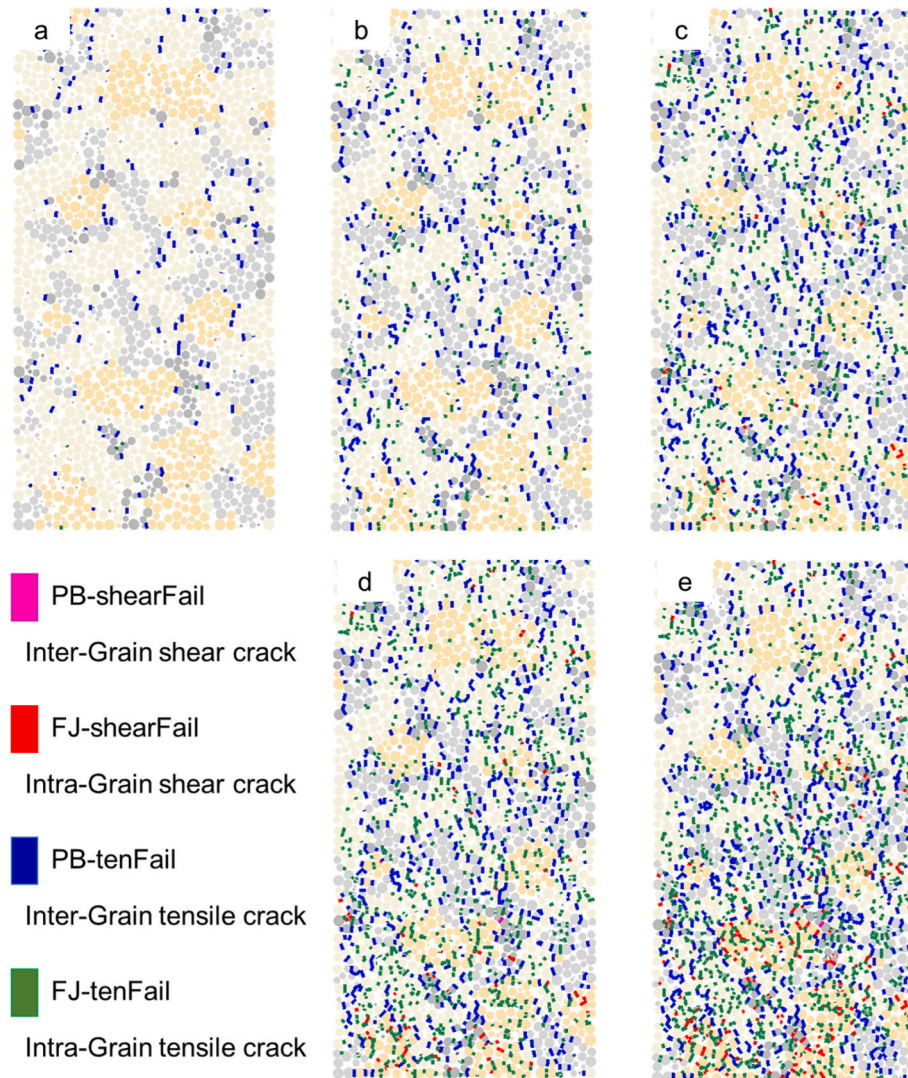 a
b
c
d
e
PB-shearFail
Inter-Grain shear crack
FJ-shearFail
Intra-Grain shear crack
PB-tenFail
Inter-Grain tensile crack
FJ-tenFail
Intra-Grain tensile crack